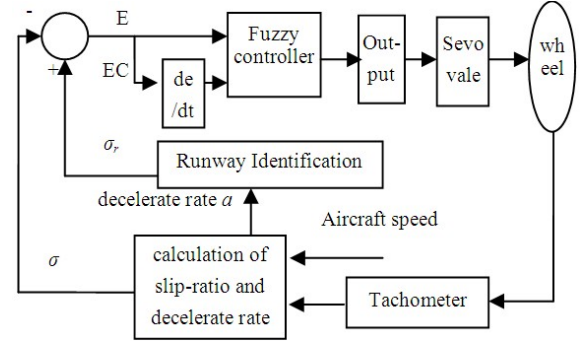 -
E
Fuzzy
controller
Out-
put
Sevo
vale
wh
eel
+
EC
de
/dt
σr
Runway Identification
decelerate rate a
Aircraft speed
σ
calculation of
slip-ratio and
decelerate rate
Tachometer